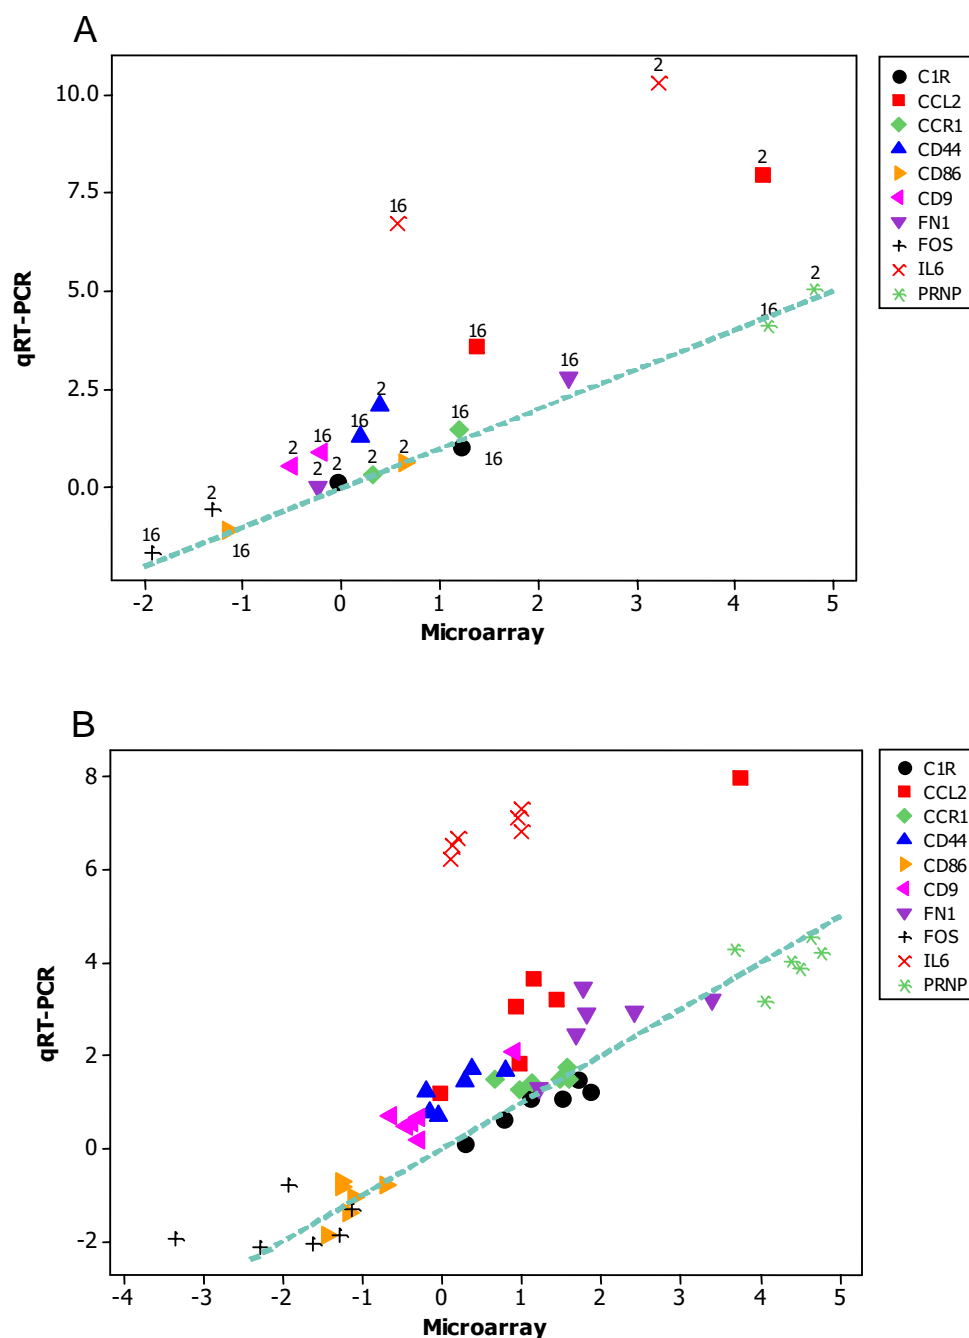 A
10.0
7.5
5.0
2.5
0.0
qRT-PCR
2
2
16
2
16
16
16
2
16
16
2
16
2
2
2
2
16
2
16
16
-2
-1
0
1
2
3
4
5
Microarray
C1R
CCL2
CCR1
CD44
CD86
CD9
FN1
FOS
IL6
PRNP
B
8
6
4
2
0
-2
qRT-PCR
-4
-3
-2
-1
0
1
2
3
4
5
Microarray
C1R
CCL2
CCR1
CD44
CD86
CD9
FN1
FOS
IL6
PRNP